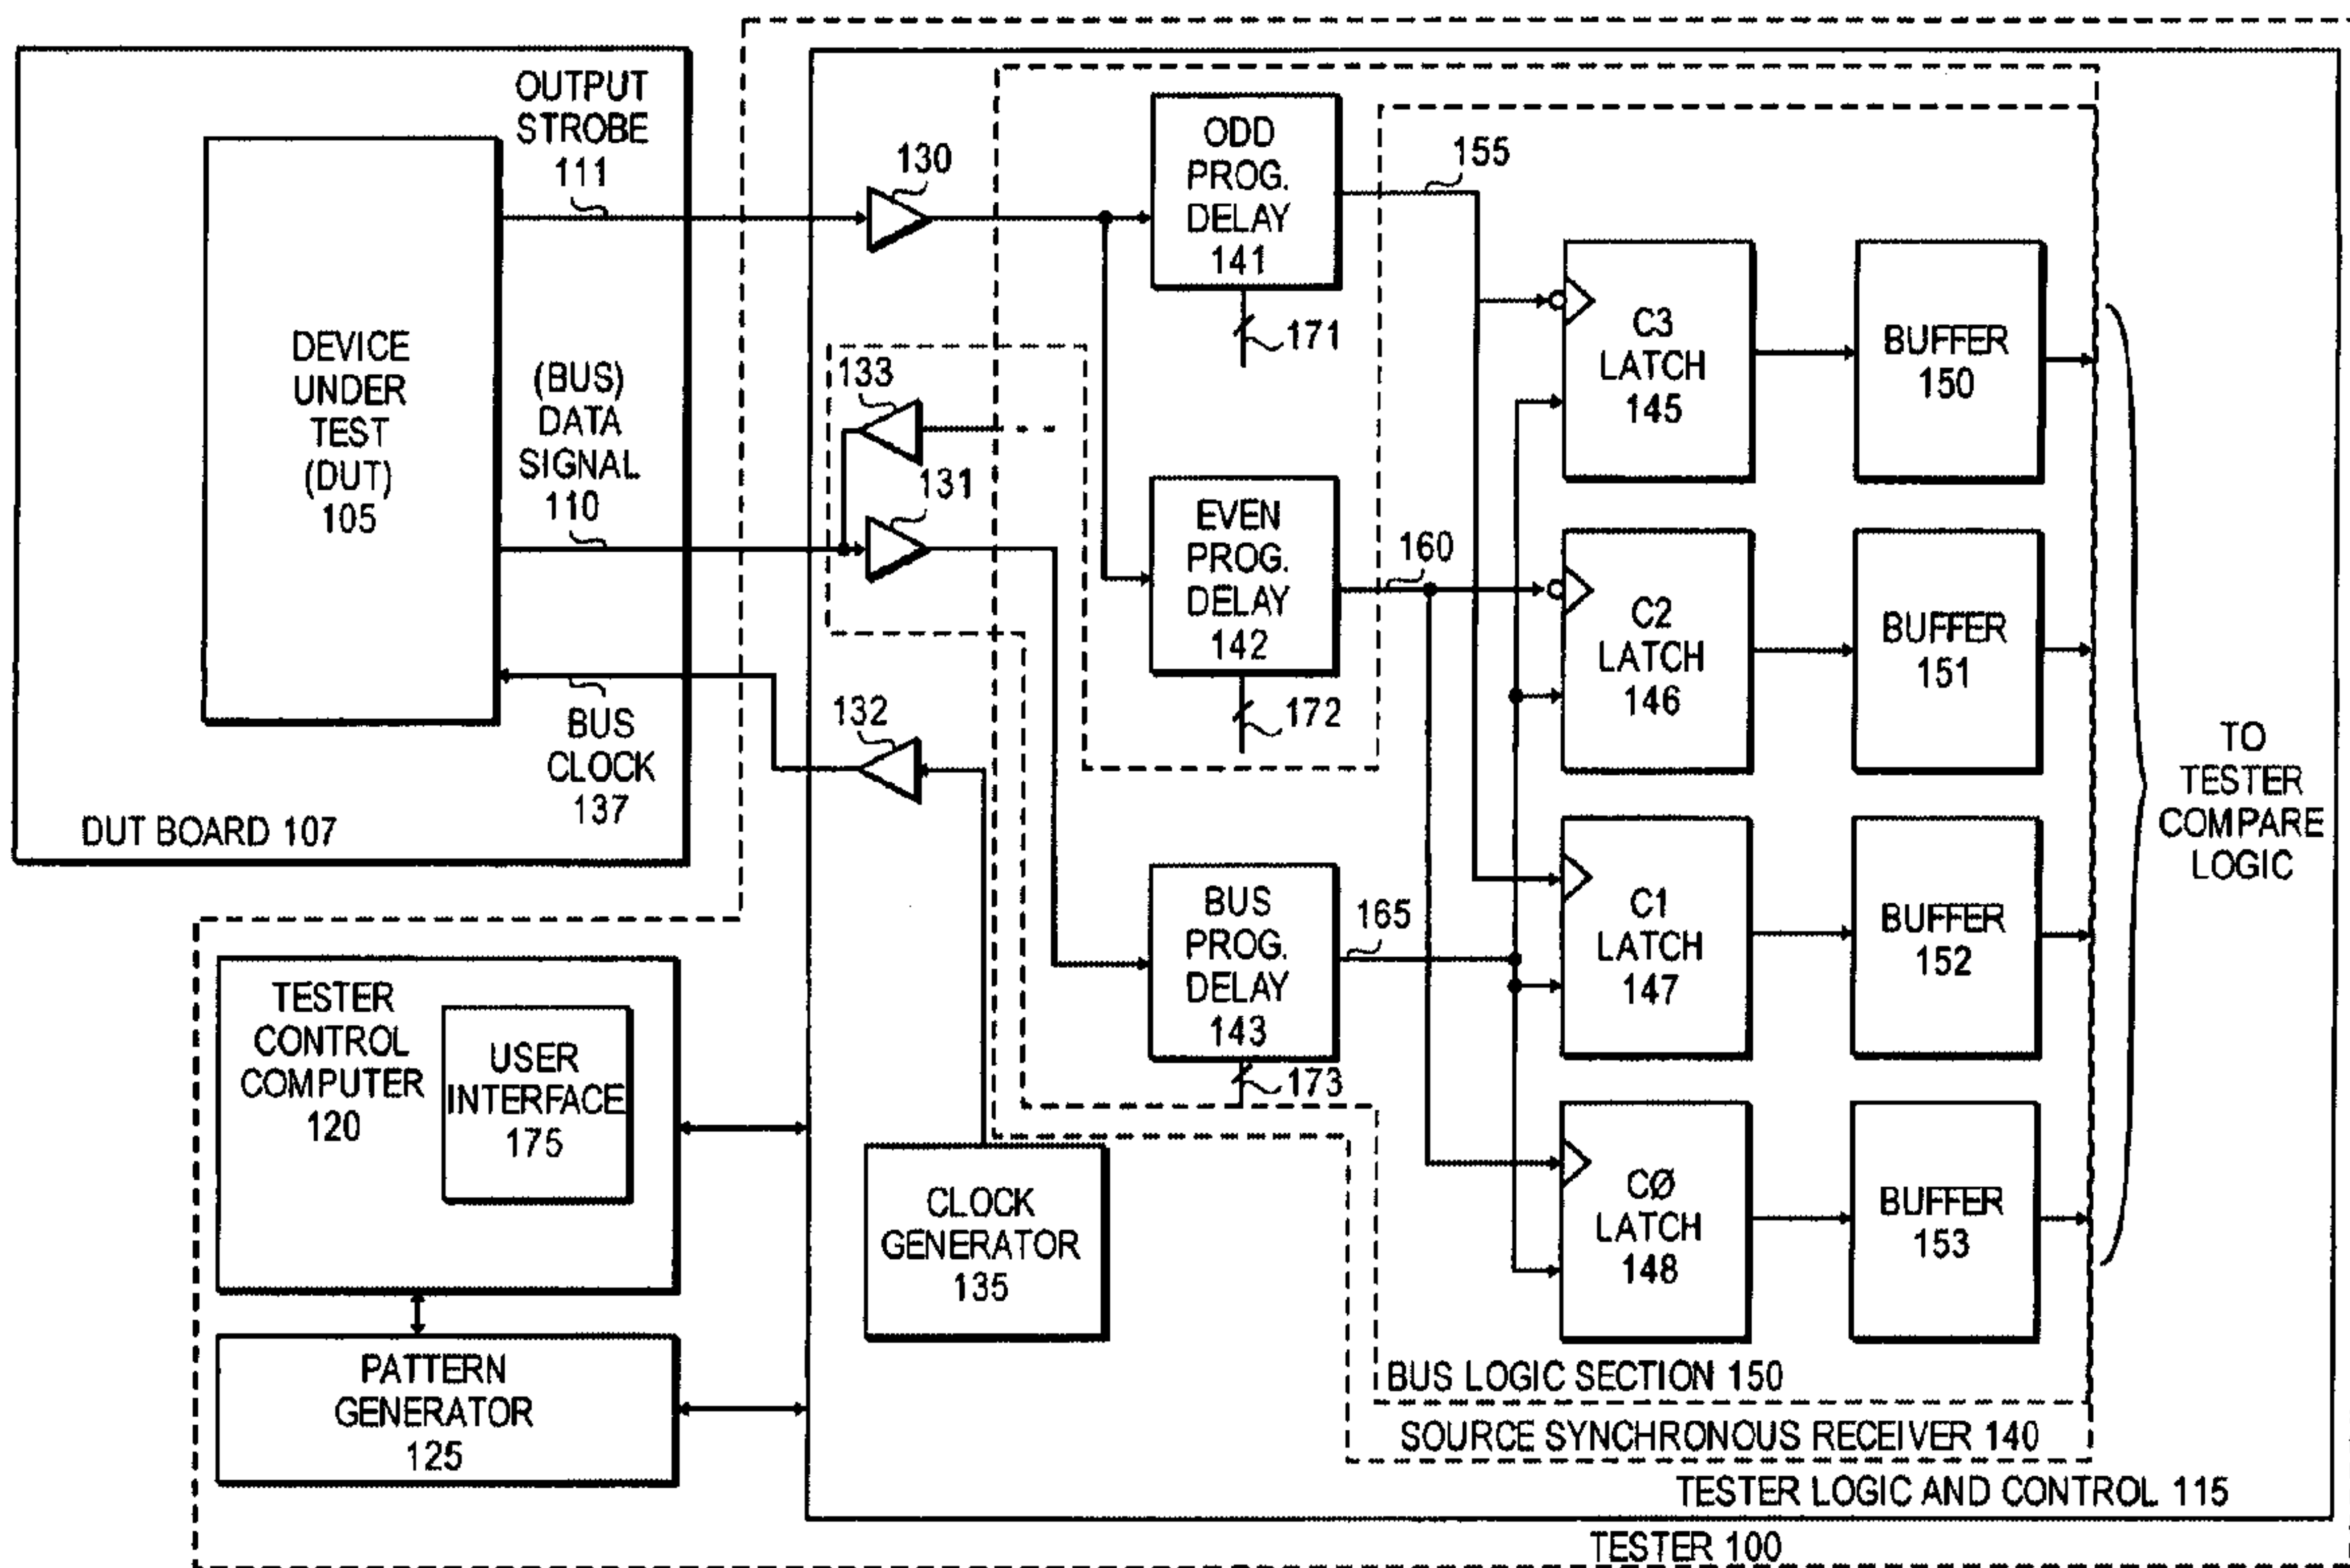 OUTPUT
STROBE
111
DEVICE
UNDER
TEST
(DUT)
105
(BUS)
DATA
SIGNAL
110
BUS
CLOCK
137
DUT BOARD 107
TESTER
CONTROL
COMPUTER
120
USER
INTERFACE
175
PATTERN
GENERATOR
125
130
133
131
132
CLOCK
GENERATOR
135
ODD
PROG.
DELAY
141
171
155
EVEN
PROG.
DELAY
142
172
160
BUS
PROG.
DELAY
143
173
165
C3
LATCH
145
BUFFER
150
C2
LATCH
146
BUFFER
151
C1
LATCH
147
BUFFER
152
CØ
LATCH
148
BUFFER
153
TO
TESTER
COMPARE
LOGIC
BUS LOGIC SECTION 150
SOURCE SYNCHRONOUS RECEIVER 140
TESTER LOGIC AND CONTROL 115
TESTER 100